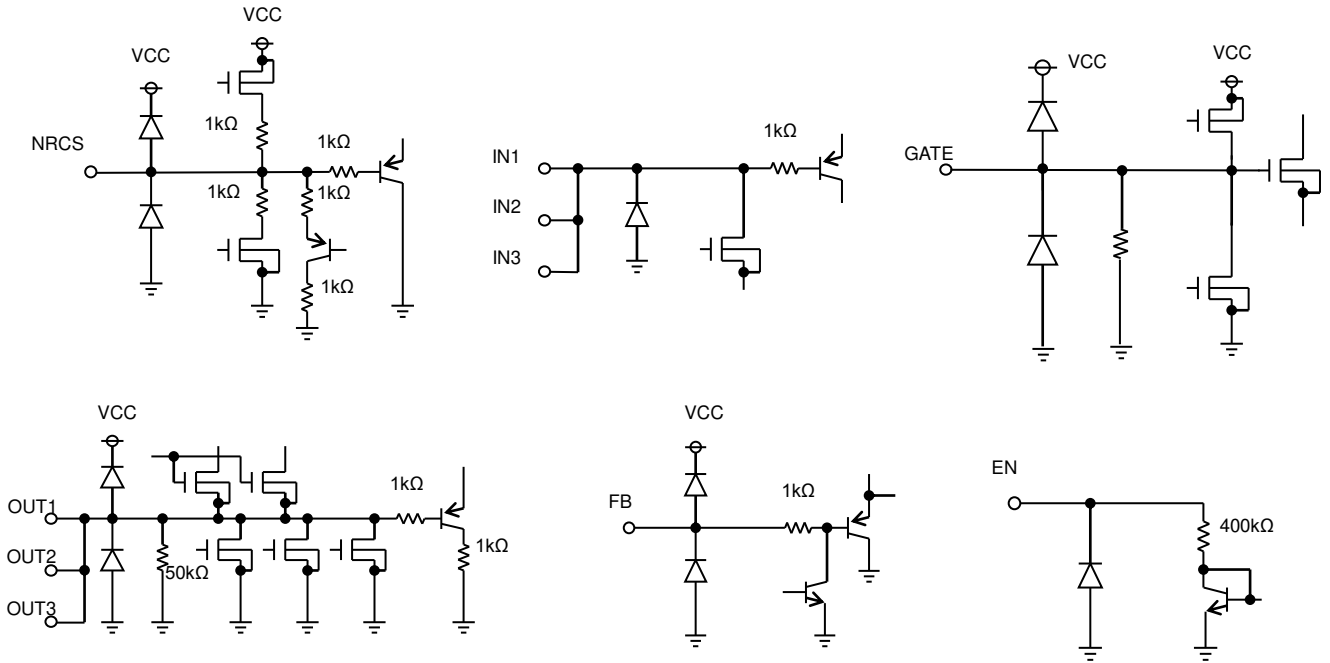 VCC
VCC
NRCS
1kΩ
1kΩ
1kΩ
1kΩ
1kΩ
IN1
IN2
IN3
1kΩ
VCC
VCC
GATE
VCC
OUT1
OUT2
OUT3
50kΩ
1kΩ
1kΩ
VCC
FB
1kΩ
EN
400kΩ